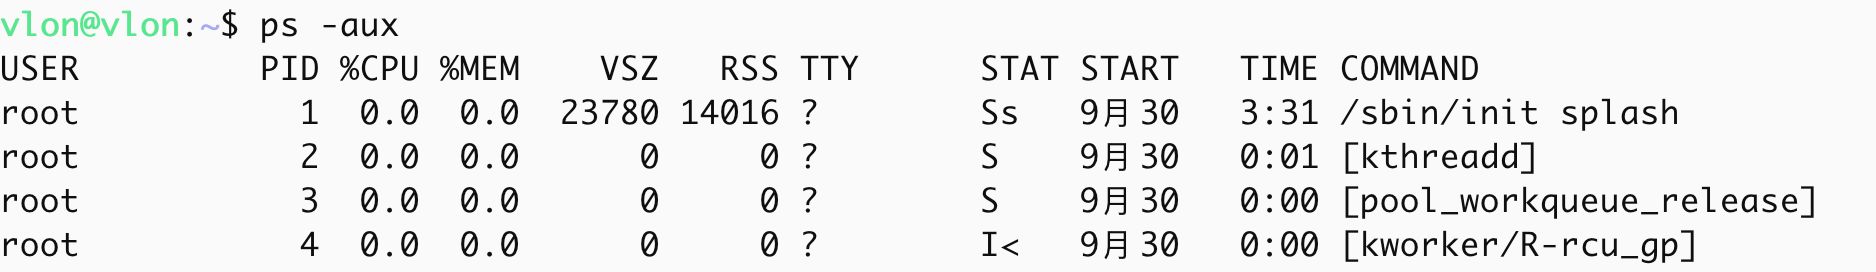 vlon@vlon:~$ ps -aux
USER         PID %CPU %MEM    VSZ   RSS TTY      STAT START   TIME COMMAND
root           1  0.0  0.0  23780 14016 ?        Ss   9月30   3:31 /sbin/init splash
root           2  0.0  0.0      0     0 ?        S    9月30   0:01 [kthreadd]
root           3  0.0  0.0      0     0 ?        S    9月30   0:00 [pool_workqueue_release]
root           4  0.0  0.0      0     0 ?        I<   9月30   0:00 [kworker/R-rcu_gp]